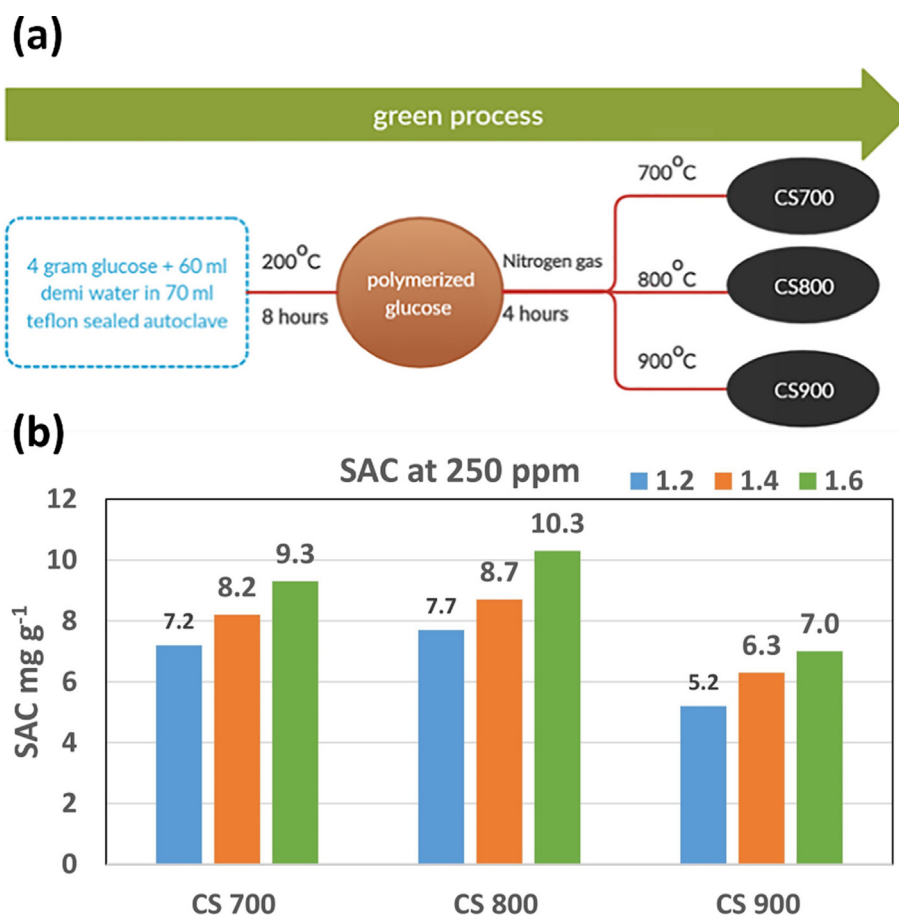 (a)
green process
4 gram glucose + 60 ml
demi water in 70 ml
teflon sealed autoclave
200°C
8 hours
polymerized
glucose
Nitrogen gas
4 hours
700°C
CS700
800°C
CS800
900°C
CS900
(b)
SAC at 250 ppm
1.2 1.4 1.6
SAC mg g⁻¹
12
10
8
6
4
2
0
7.2
8.2
9.3
7.7
8.7
10.3
5.2
6.3
7.0
CS 700 CS 800 CS 900